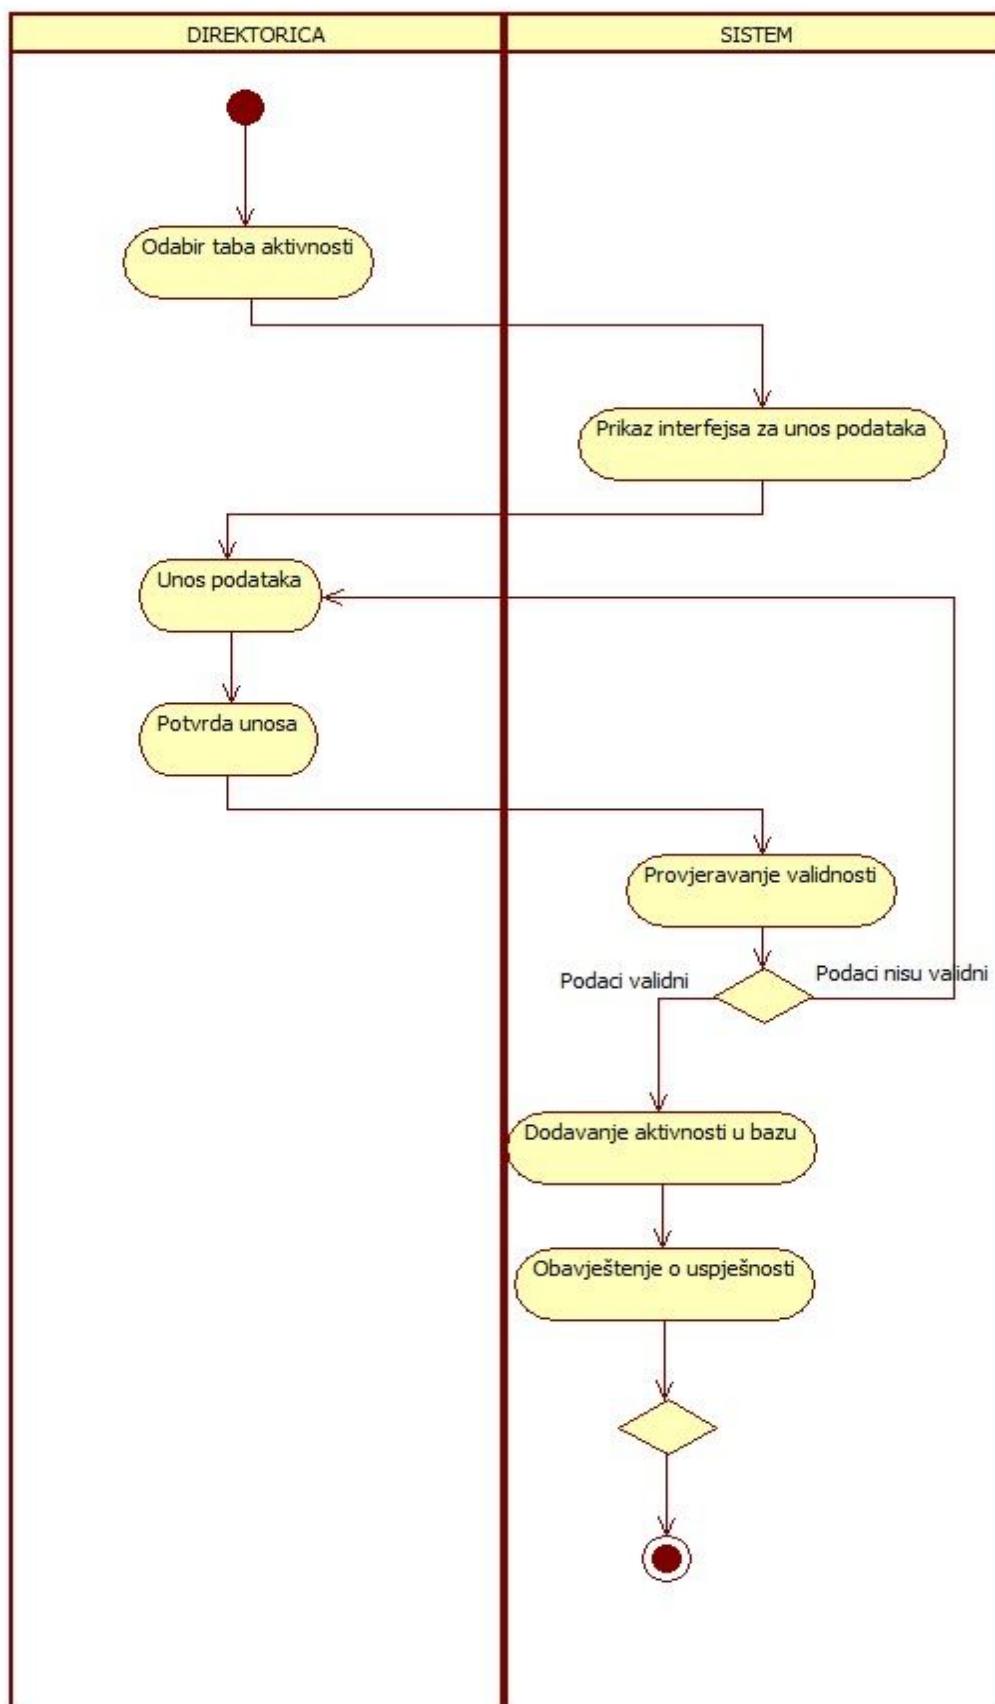 DIREKTORICA
SISTEM
Odabir taba aktivnosti
Prikaz interfejsa za unos podataka
Unos podataka
Potvrda unosa
Provjeravanje validnosti
Podaci validni
Podaci nisu validni
Dodavanje aktivnosti u bazu
Obavještenje o uspješnosti